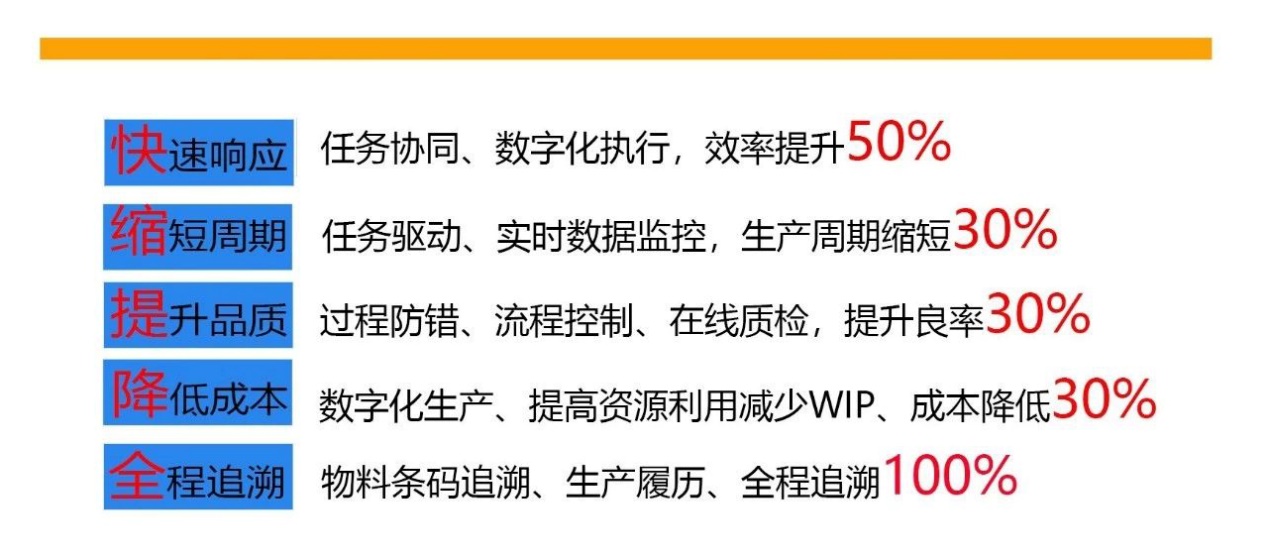 快速响应 任务协同、数字化执行，效率提升50%
缩短周期 任务驱动、实时数据监控，生产周期缩短30%
提升品质 过程防错、流程控制、在线质检，提升良率30%
降低成本 数字化生产、提高资源利用减少WIP、成本降低30%
全程追溯 物料条码追溯、生产履历、全程追溯100%